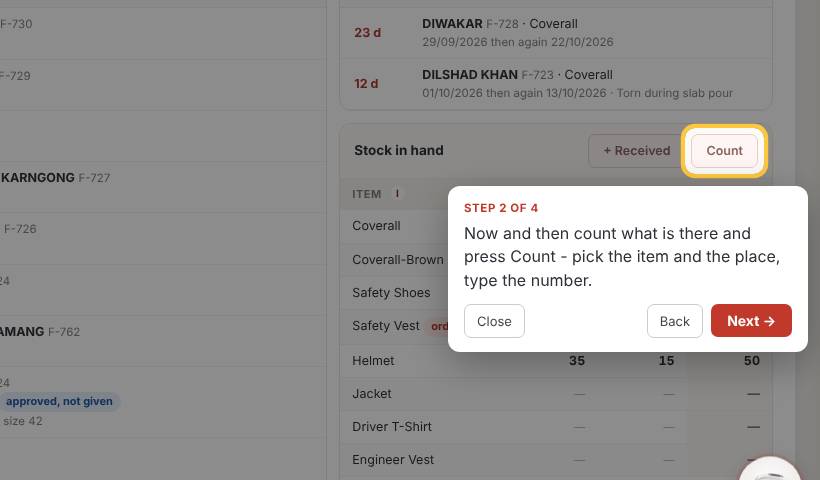 F-730
F-729
KARNGONG F-727
F-726
24
AMANG F-762
24
approved, not given
size 42
23 d
DIWAKAR F-728 · Coverall
29/09/2026 then again 22/10/2026
12 d
DILSHAD KHAN F-723 · Coverall
01/10/2026 then again 13/10/2026 · Torn during slab pour
Stock in hand
+ Received
Count
ITEM i
Coverall
Coverall-Brown
Safety Shoes
Safety Vest ord
Helmet 35 15 50
Jacket — — —
Driver T-Shirt — — —
Engineer Vest — —
STEP 2 OF 4
Now and then count what is there and
press Count - pick the item and the place,
type the number.
Close
Back
Next →